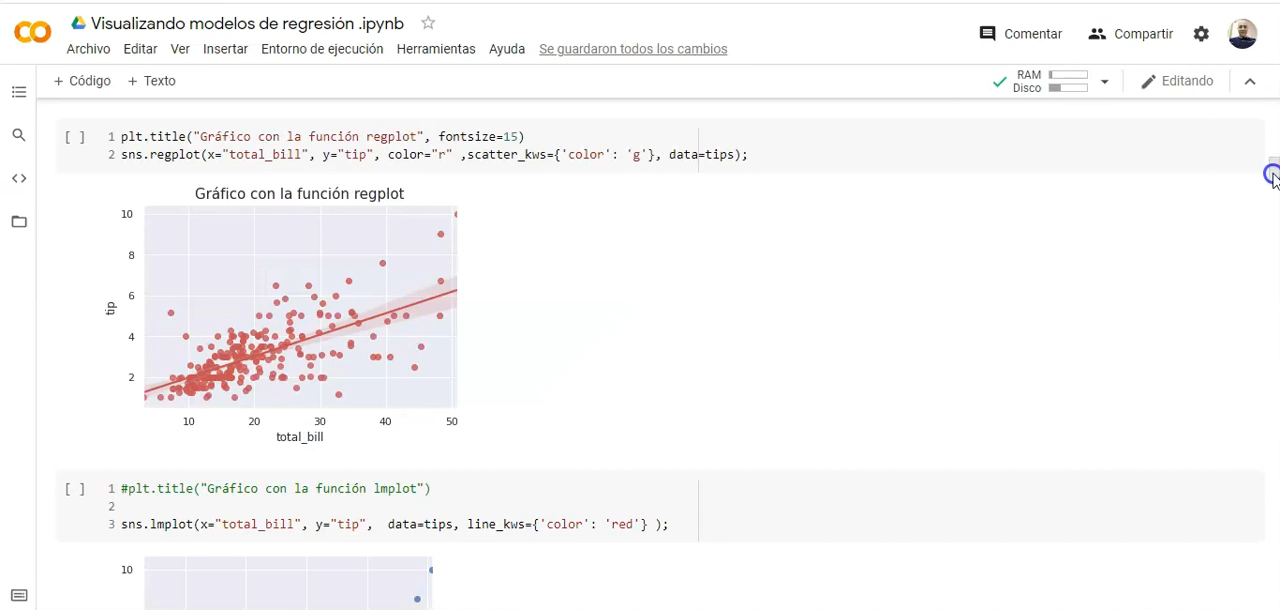 Visualizando modelos de regresión .ipynb
Comentar
Compartir
Archivo Editar Ver Insertar Entorno de ejecución Herramientas Ayuda Se guardaron todos los cambios
+ Código + Texto
RAM
Disco
Editando
[ ] 1 plt.title("Gráfico con la función regplot", fontsize=15)
2 sns.regplot(x="total_bill", y="tip", color="r" ,scatter_kws={'color': 'g'}, data=tips);
Gráfico con la función regplot
10
8
6
4
2
tip
10 20 30 40 50
total_bill
[ ] 1 #plt.title("Gráfico con la función lmplot")
2
3 sns.lmplot(x="total_bill", y="tip",  data=tips, line_kws={'color': 'red'} );
10